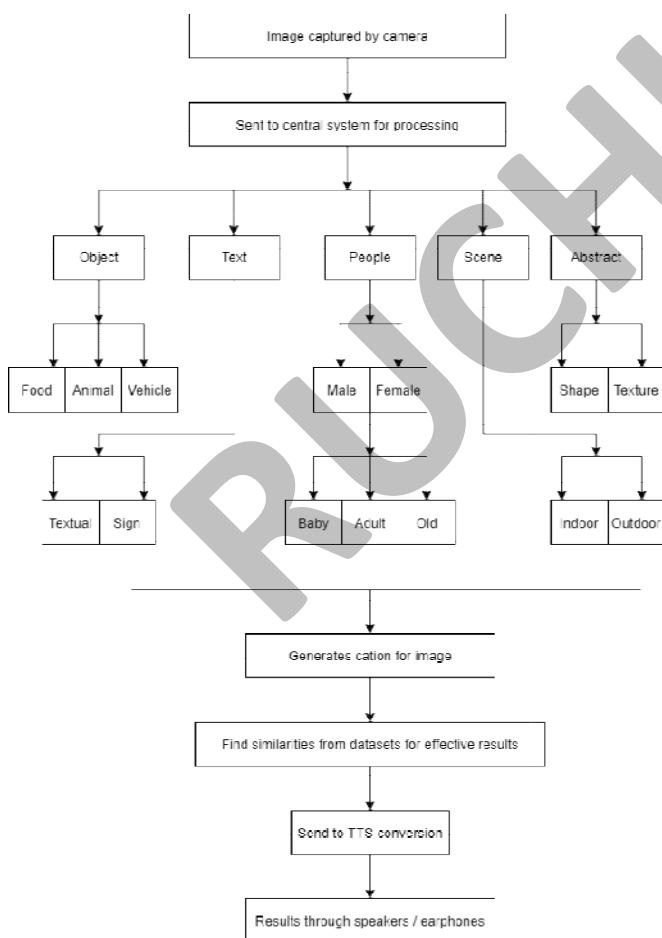 Image captured by camera
Sent to central system for processing
Object Text People Scene Abstract
Food Animal Vehicle Male Female Shape Texture
Textual Sign Baby Adult Old Indoor Outdoor
Generates cation for image
Find similarities from datasets for effective results
Send to TTS conversion
Results through speakers / earphones